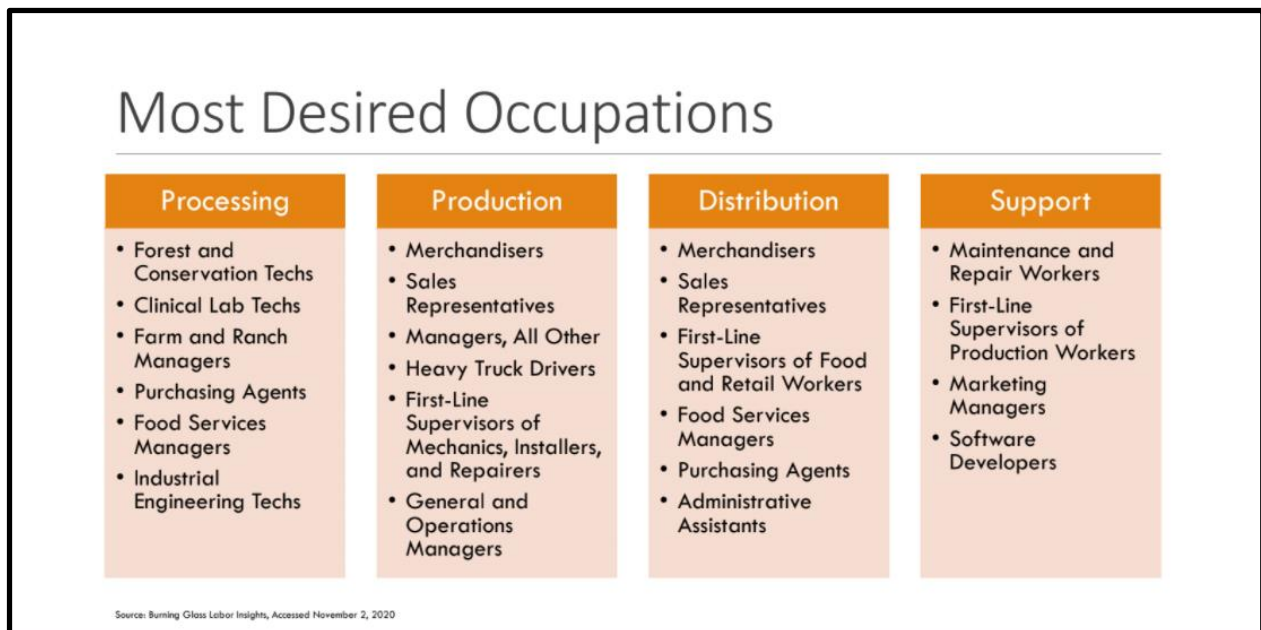 Most Desired Occupations
Processing
• Forest and
Conservation Techs
• Clinical Lab Techs
• Farm and Ranch
Managers
• Purchasing Agents
• Food Services
Managers
• Industrial
Engineering Techs
Production
• Merchandisers
• Sales
Representatives
• Managers, All Other
• Heavy Truck Drivers
• First-Line
Supervisors of
Mechanics, Installers,
and Repairers
• General and
Operations
Managers
Distribution
• Merchandisers
• Sales
Representatives
• First-Line
Supervisors of Food
and Retail Workers
• Food Services
Managers
• Purchasing Agents
• Administrative
Assistants
Support
• Maintenance and
Repair Workers
• First-Line
Supervisors of
Production Workers
• Marketing
Managers
• Software
Developers
Source: Burning Glass Labor Insights, Accessed November 2, 2020